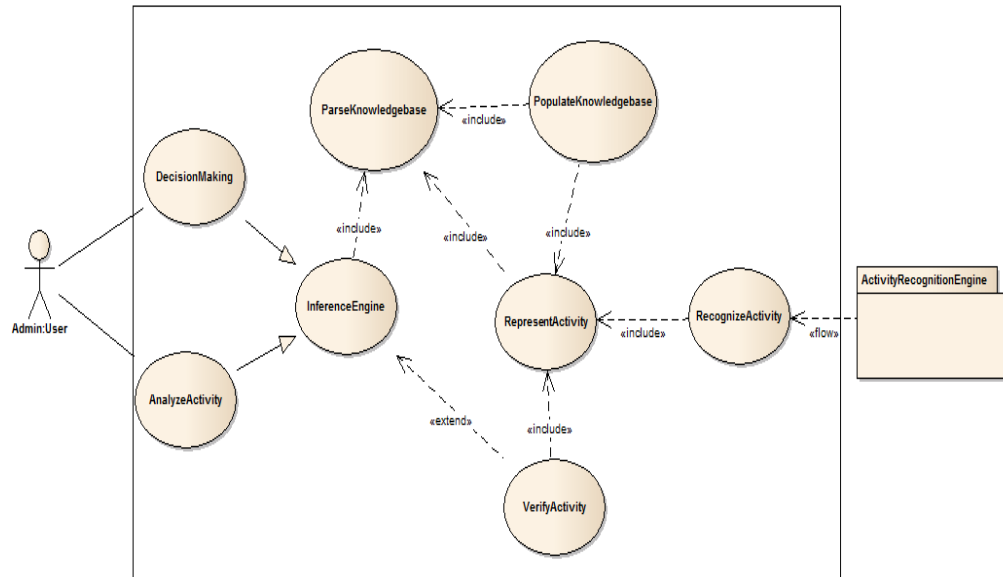 ParseKnowledgebase
PopulateKnowledgebase
«include»
DecisionMaking
«include»
«include»
«include»
ActivityRecognitionEngine
InferenceEngine
RepresentActivity
RecognizeActivity
Admin:User
«include»
«flow»
AnalyzeActivity
«extend»
«include»
VerifyActivity